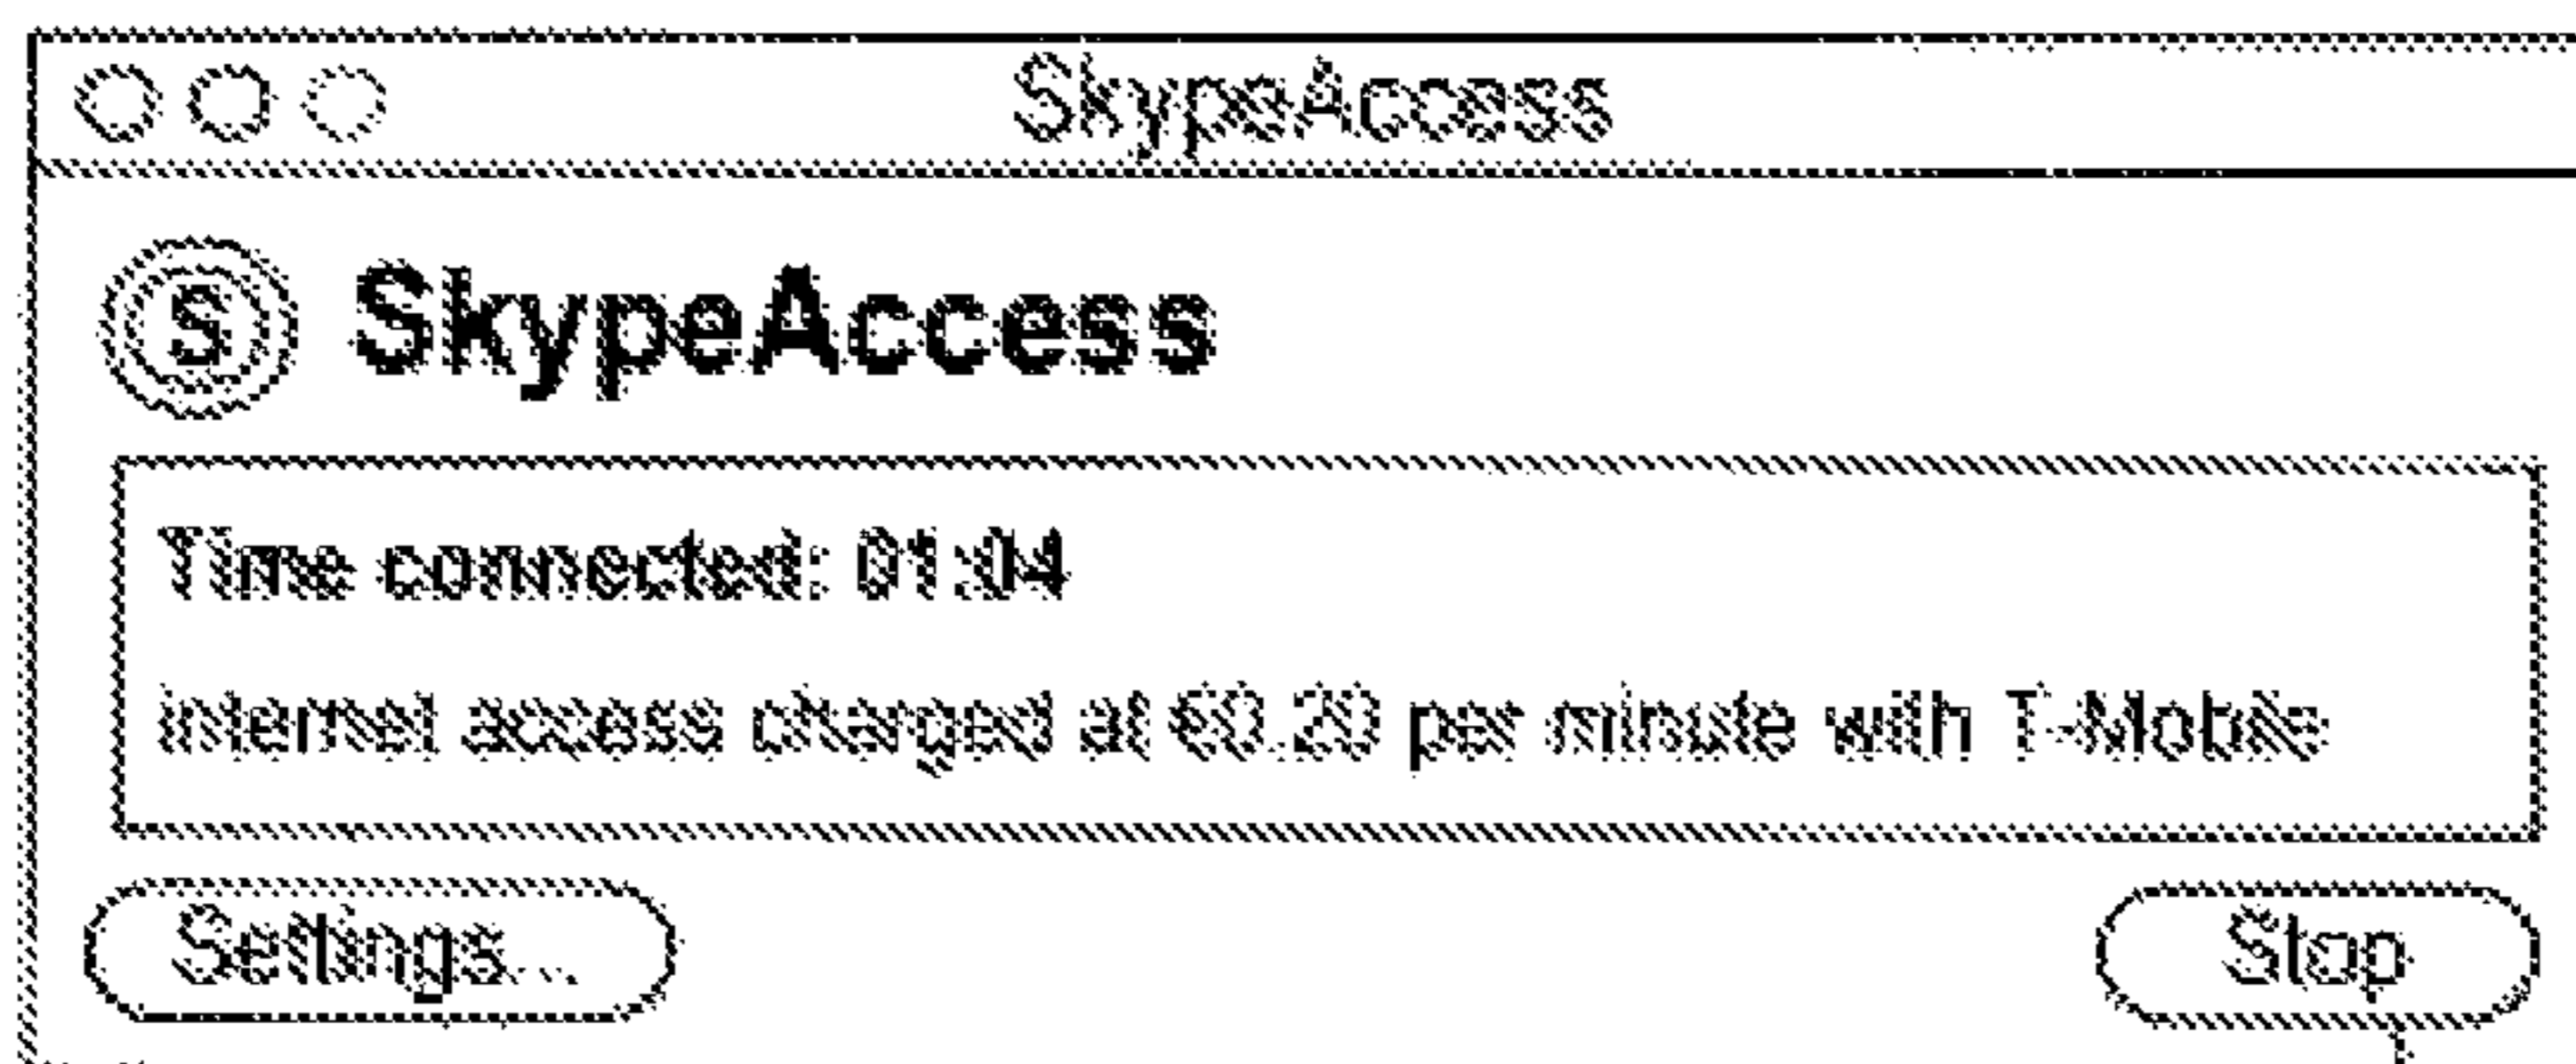 SkypeAccess
S SkypeAccess
Time connected: 01:04
internet access charged at €0.20 per minute with T-Mobile
Settings...
Stop